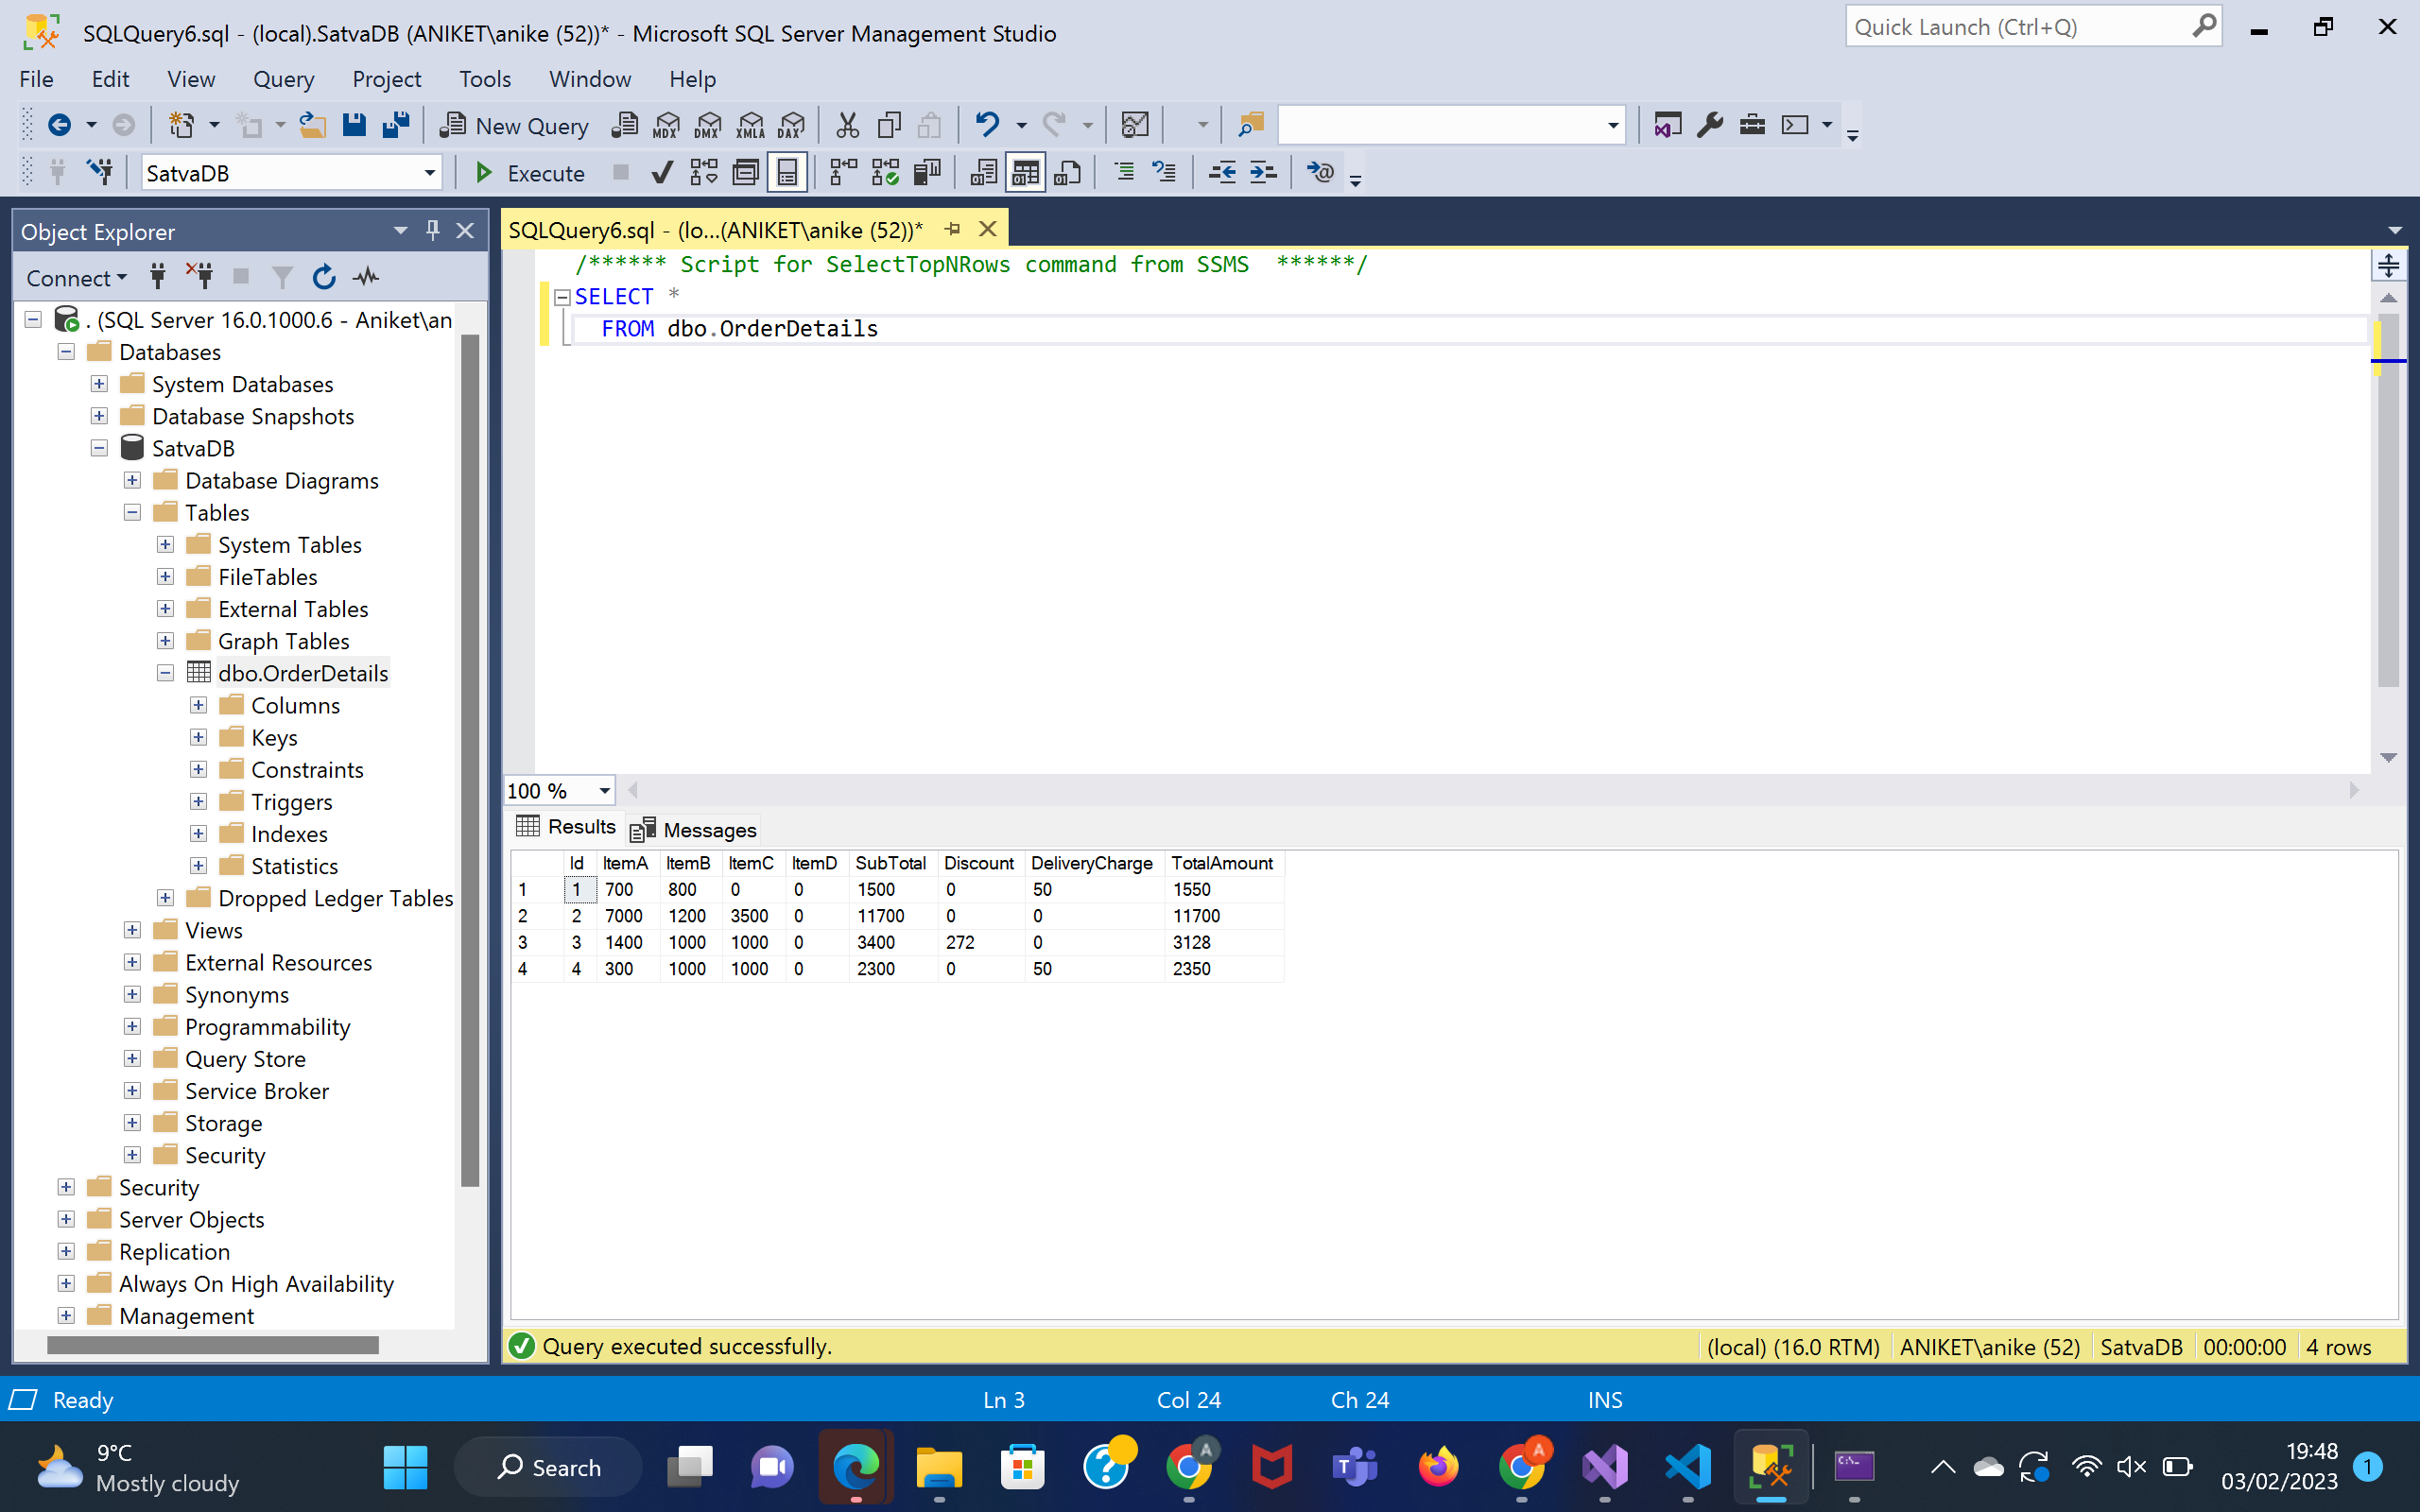 SQLQuery6.sql - (local).SatvaDB (ANIKET\anike (52))* - Microsoft SQL Server Management Studio
Quick Launch (Ctrl+Q)
File Edit View Query Project Tools Window Help
New Query MDX DMX XMLA DAX
SatvaDB Execute
Object Explorer
Connect
. (SQL Server 16.0.1000.6 - Aniket\an
Databases
System Databases
Database Snapshots
SatvaDB
Database Diagrams
Tables
System Tables
FileTables
External Tables
Graph Tables
dbo.OrderDetails
Columns
Keys
Constraints
Triggers
Indexes
Statistics
Dropped Ledger Tables
Views
External Resources
Synonyms
Programmability
Query Store
Service Broker
Storage
Security
Security
Server Objects
Replication
Always On High Availability
Management
SQLQuery6.sql - (lo...(ANIKET\anike (52))*
/****** Script for SelectTopNRows command from SSMS ******/
SELECT *
FROM dbo.OrderDetails
100 %
Results Messages
Id ItemA ItemB ItemC ItemD SubTotal Discount DeliveryCharge TotalAmount
1 1 700 800 0 0 1500 0 50 1550
2 2 7000 1200 3500 0 11700 0 0 11700
3 3 1400 1000 1000 0 3400 272 0 3128
4 4 300 1000 1000 0 2300 0 50 2350
Query executed successfully. (local) (16.0 RTM) ANIKET\anike (52) SatvaDB 00:00:00 4 rows
Ready Ln 3 Col 24 Ch 24 INS
9°C
Mostly cloudy
Search
19:48
03/02/2023
1